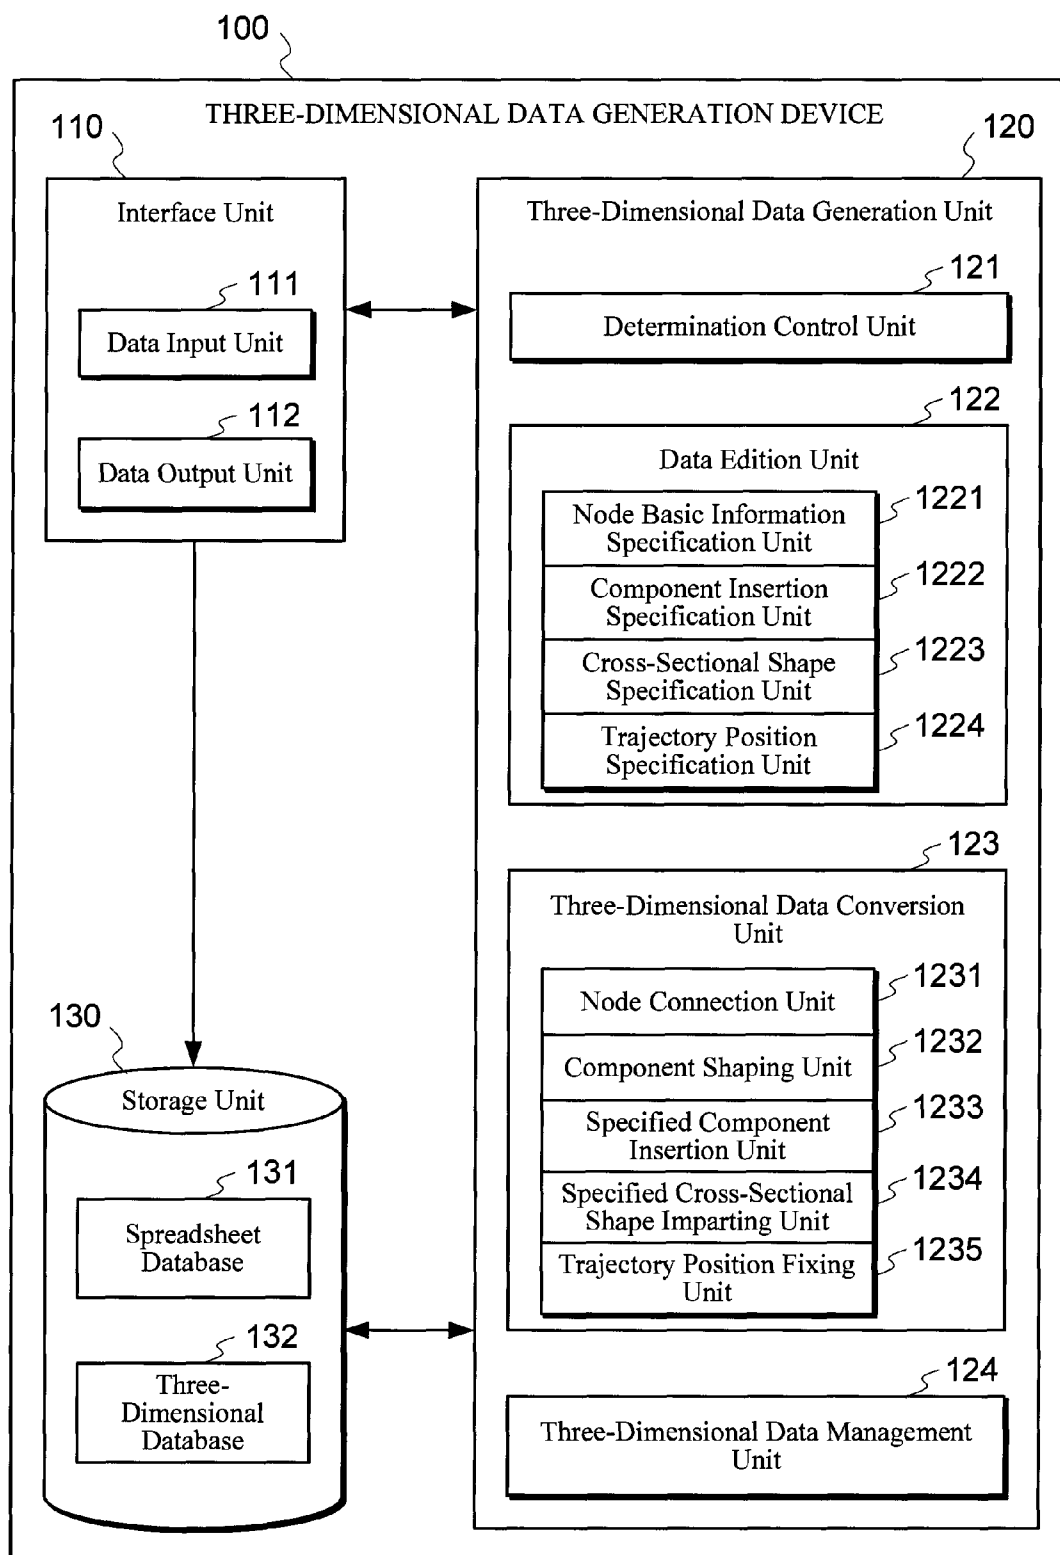 100
THREE-DIMENSIONAL DATA GENERATION DEVICE
110
Interface Unit
111
Data Input Unit
112
Data Output Unit
120
Three-Dimensional Data Generation Unit
121
Determination Control Unit
122
Data Edition Unit
1221
Node Basic Information
Specification Unit
1222
Component Insertion
Specification Unit
1223
Cross-Sectional Shape
Specification Unit
1224
Trajectory Position
Specification Unit
123
Three-Dimensional Data Conversion
Unit
1231
Node Connection Unit
1232
Component Shaping Unit
1233
Specified Component
Insertion Unit
1234
Specified Cross-Sectional
Shape Imparting Unit
1235
Trajectory Position Fixing
Unit
124
Three-Dimensional Data Management
Unit
130
Storage Unit
131
Spreadsheet
Database
132
Three-
Dimensional
Database